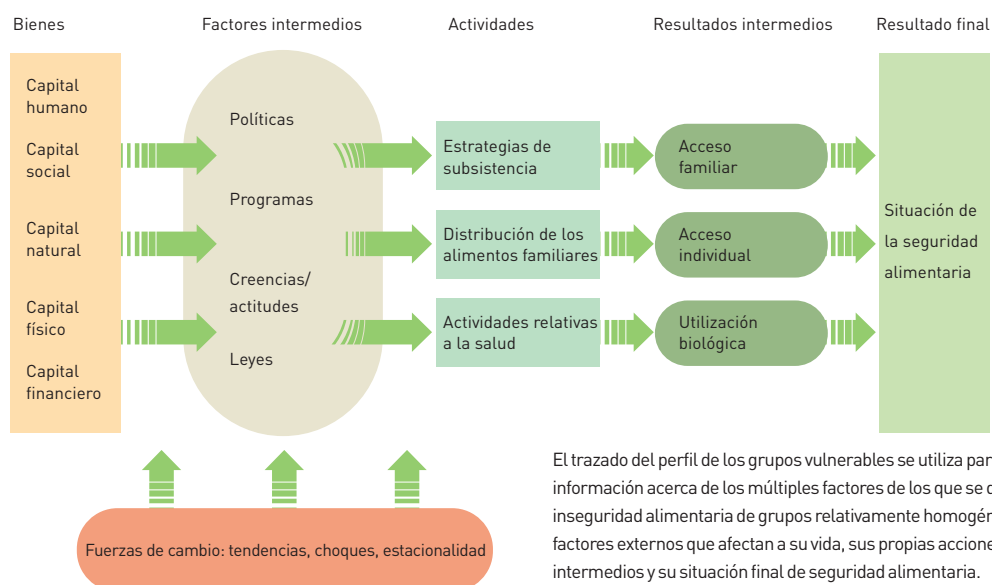 Bienes
Factores intermedios
Actividades
Resultados intermedios
Resultado final
Capital
humano
Capital
social
Capital
natural
Capital
físico
Capital
financiero
Políticas
Programas
Creencias/
actitudes
Leyes
Estrategias de
subsistencia
Distribución de los
alimentos familiares
Actividades relativas
a la salud
Acceso
familiar
Acceso
individual
Utilización
biológica
Situación de
la seguridad
alimentaria
Fuerzas de cambio: tendencias, choques, estacionalidad
El trazado del perfil de los grupos vulnerables se utiliza
información acerca de los múltiples factores de los que se
inseguridad alimentaria de grupos relativamente
factores externos que afectan a su vida, sus propias
intermedios y su situación final de seguridad alimentaria.